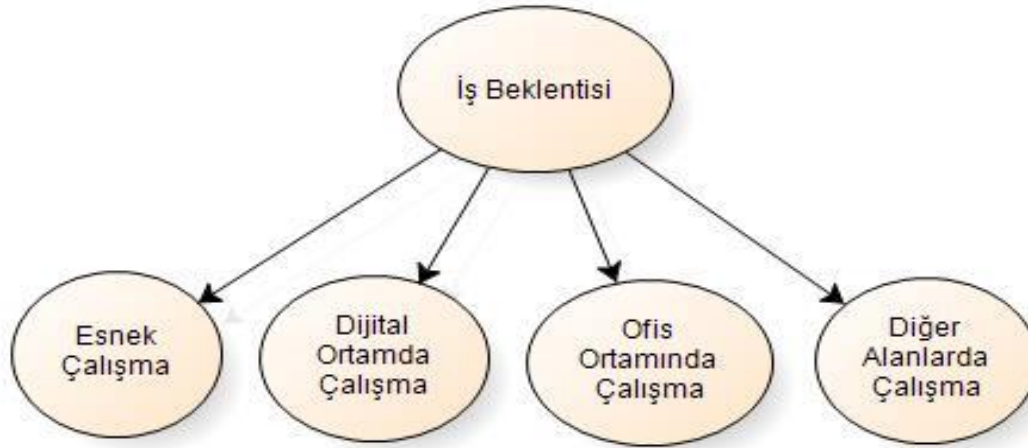 İş Beklentisi
Esnek
Çalışma
Dijital
Ortamda
Çalışma
Ofis
Ortamında
Çalışma
Diğer
Alanlarda
Çalışma